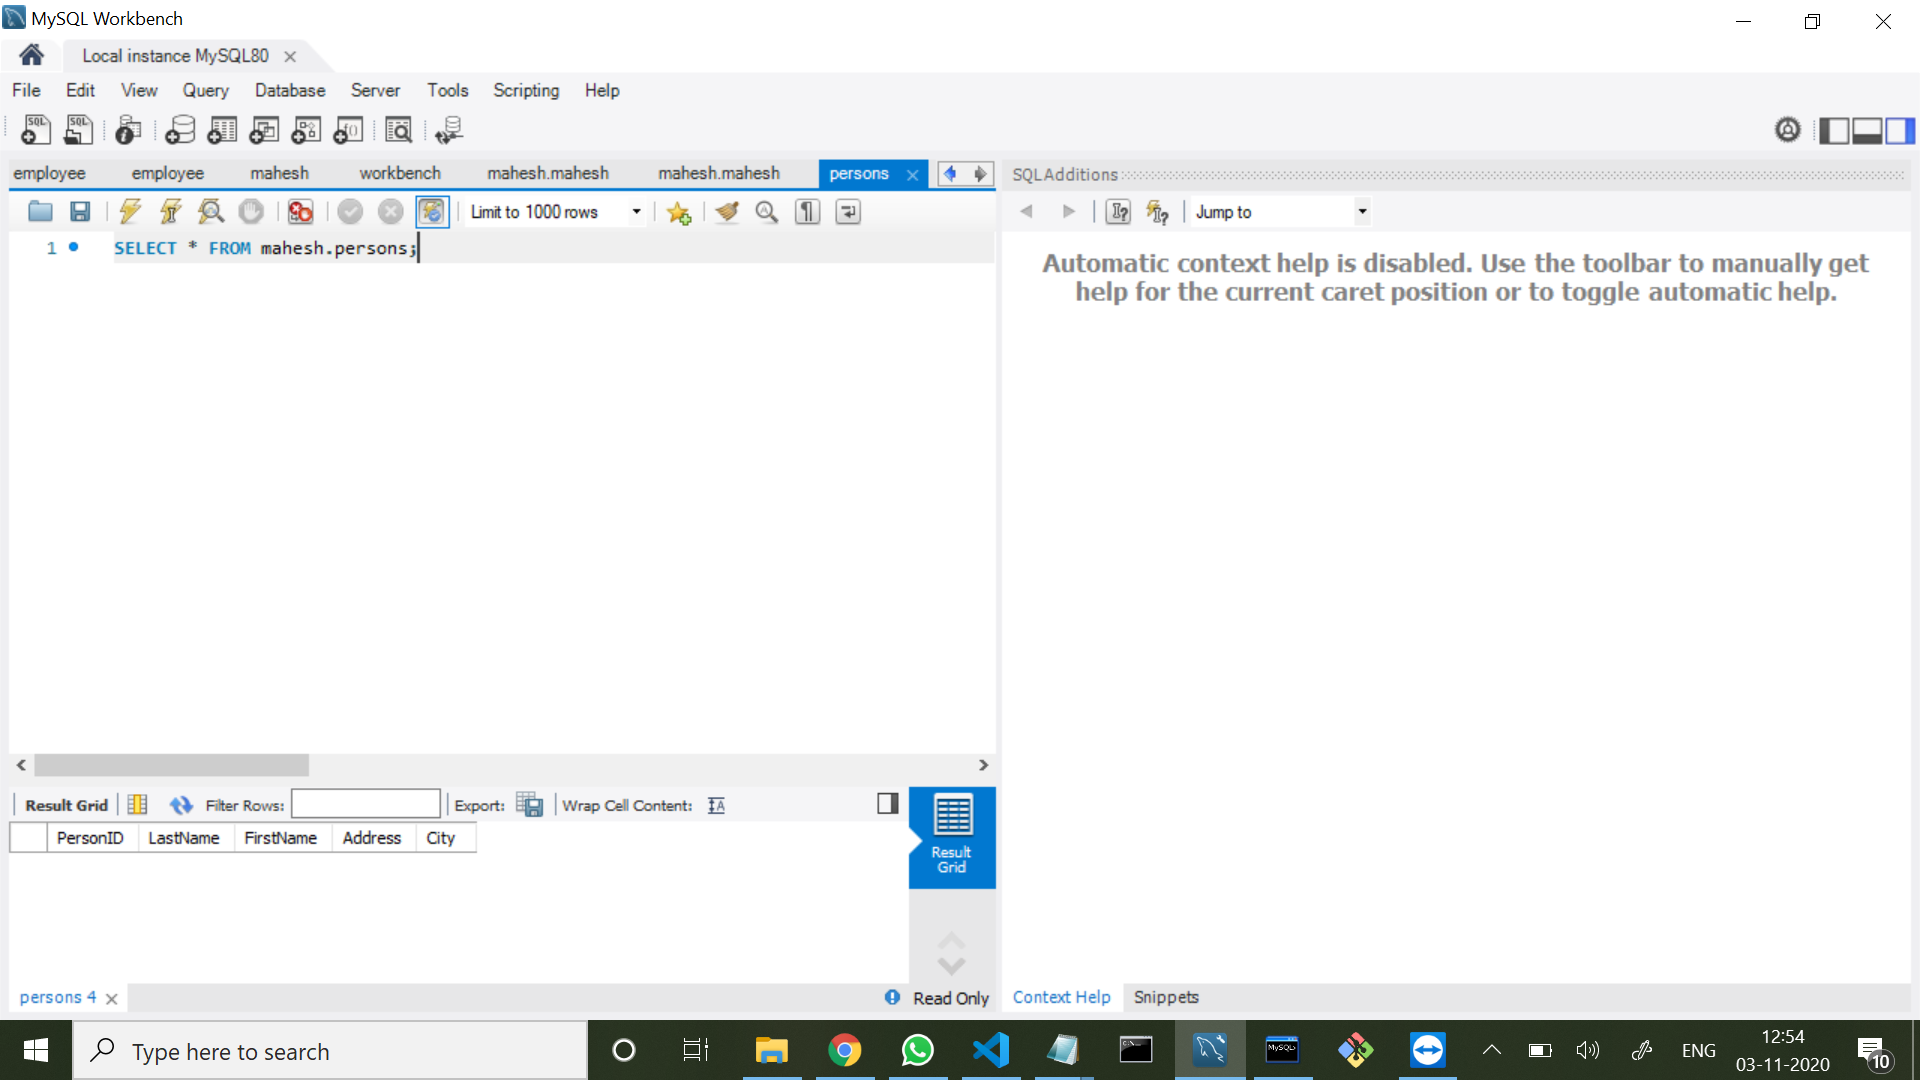 MySQL Workbench
Local instance MySQL80
File Edit View Query Database Server Tools Scripting Help
employee employee mahesh workbench mahesh.mahesh mahesh.mahesh persons
SQLAdditions
Limit to 1000 rows
Jump to
1 SELECT * FROM mahesh.persons;
Automatic context help is disabled. Use the toolbar to manually get
help for the current caret position or to toggle automatic help.
Result Grid Filter Rows: Export: Wrap Cell Content:
PersonID LastName FirstName Address City
Result
Grid
persons 4
Read Only
Context Help Snippets
Type here to search
MySQL>
ENG
12:54
03-11-2020
10